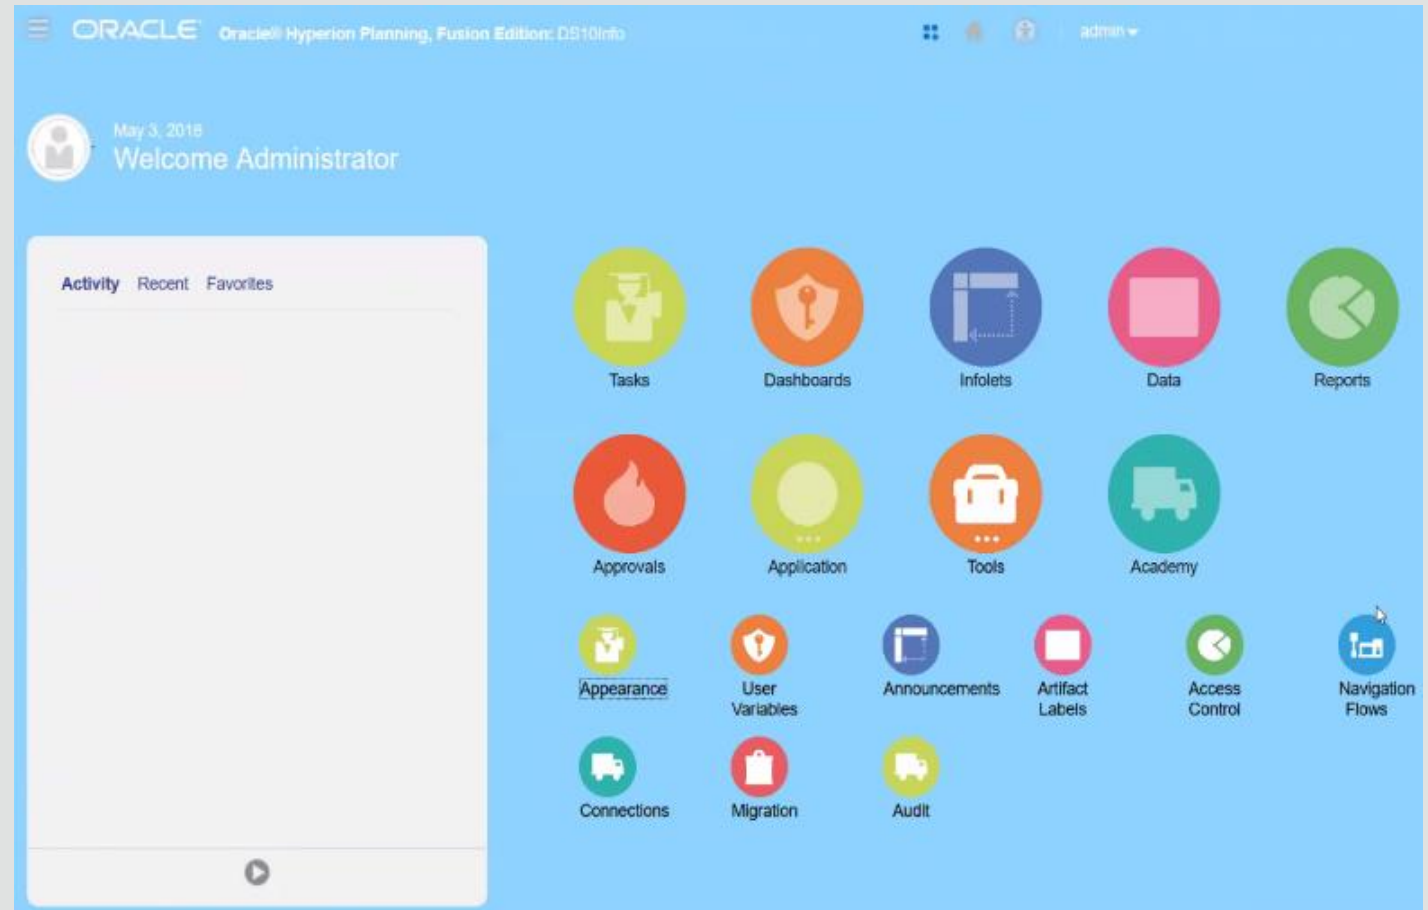 ORACLE® Oracle® Hyperion Planning, Fusion Edition: DS10Info
admin
May 3, 2018
Welcome Administrator
Activity Recent Favorites
Tasks
Dashboards
Infolets
Data
Reports
Approvals
Application
Tools
Academy
Appearance
User
Variables
Announcements
Artifact
Labels
Access
Control
Navigation
Flows
Connections
Migration
Audit